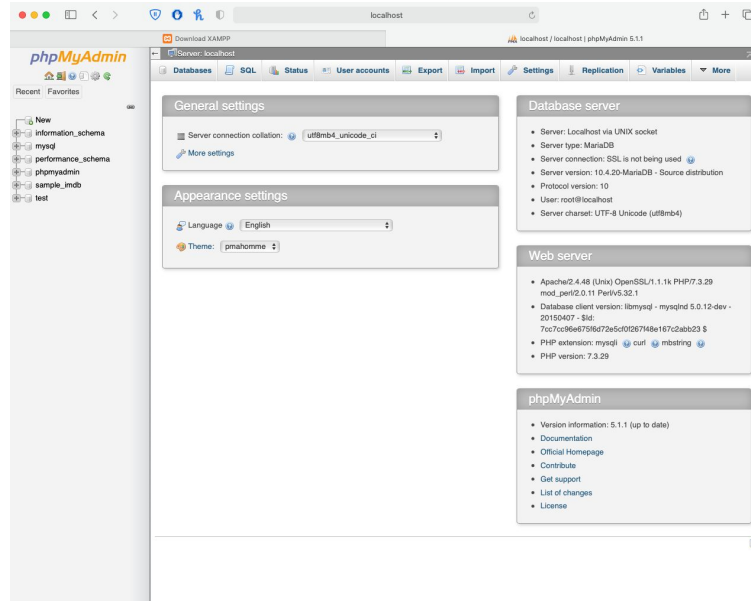 localhost
Download XAMPP
localhost / localhost | phpMyAdmin 5.1.1
phpMyAdmin
Recent Favorites
New
information_schema
mysql
performance_schema
phpmyadmin
sample_imdb
test
Server: localhost
Databases SQL Status User accounts Export Import Settings Replication Variables More
General settings
Server connection collation: utf8mb4_unicode_ci
More settings
Appearance settings
Language English
Theme: pmahomme
Database server
Server: Localhost via UNIX socket
Server type: MariaDB
Server connection: SSL is not being used
Server version: 10.4.20-MariaDB - Source distribution
Protocol version: 10
User: root@localhost
Server charset: UTF-8 Unicode (utf8mb4)
Web server
Apache/2.4.48 (Unix) OpenSSL/1.1.1k PHP/7.3.29
mod_perl/2.0.11 Perl/v5.32.1
Database client version: libmysql - mysqlnd 5.0.12-dev -
20150407 - $Id:
7cc7cc96e675f6d72e5cf0f267f48e167c2abb23 $
PHP extension: mysqli curl mbstring
PHP version: 7.3.29
phpMyAdmin
Version information: 5.1.1 (up to date)
Documentation
Official Homepage
Contribute
Get support
List of changes
License